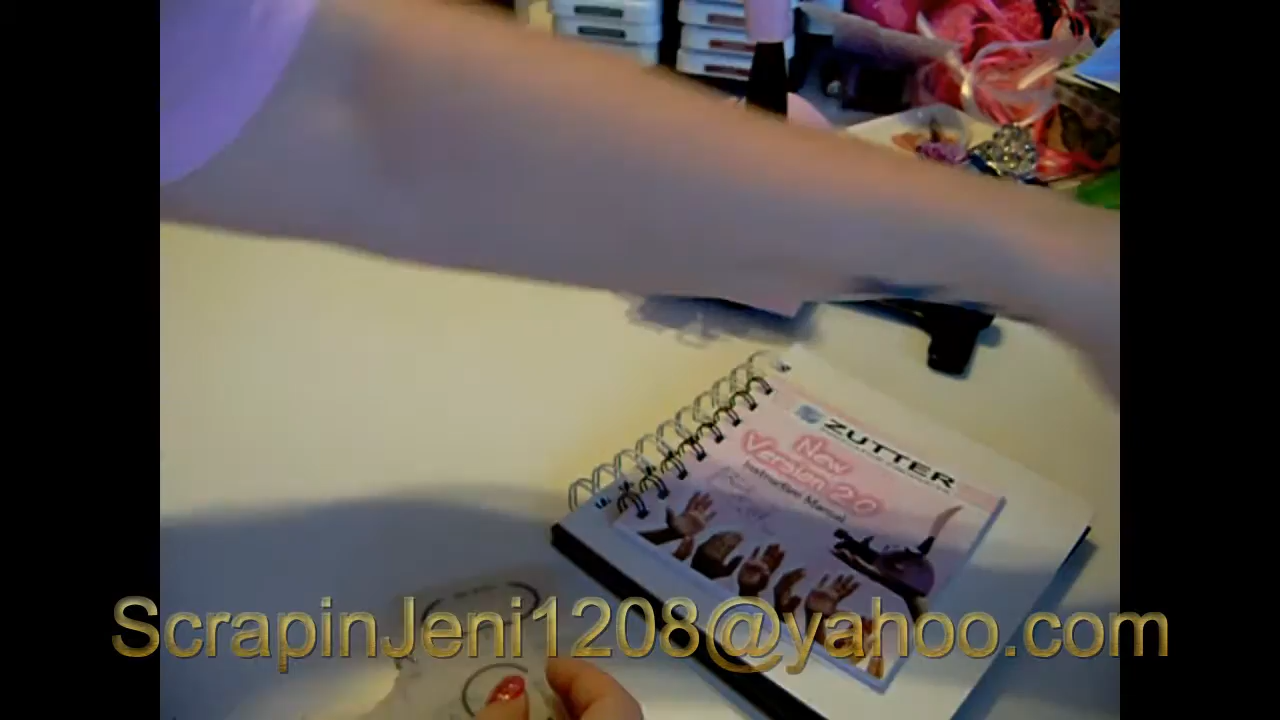 ZUTTER
New
Version 2.0
Instruction Manual
ScrapinJeni1208@yahoo.com